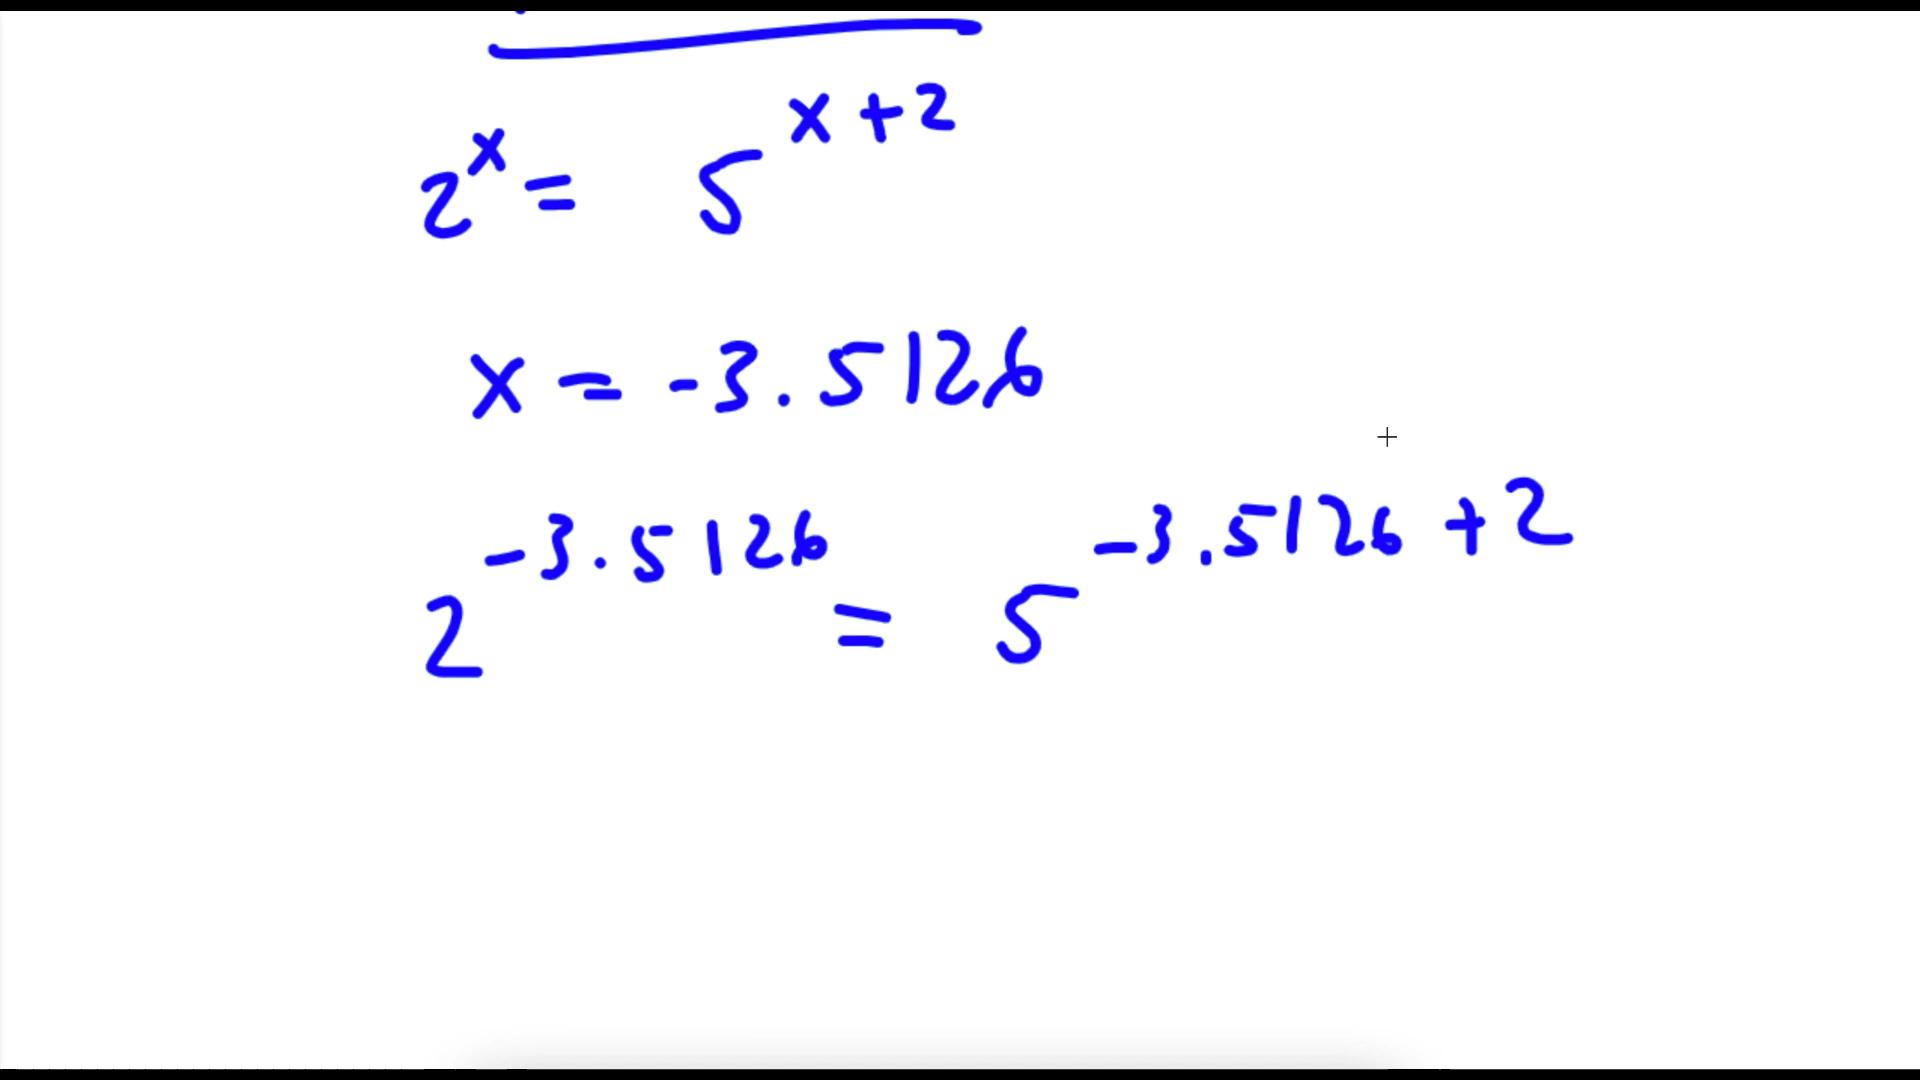 2^x = 5^x+2
x = -3.5126
2^-3.5126 = 5^-3.5126+2